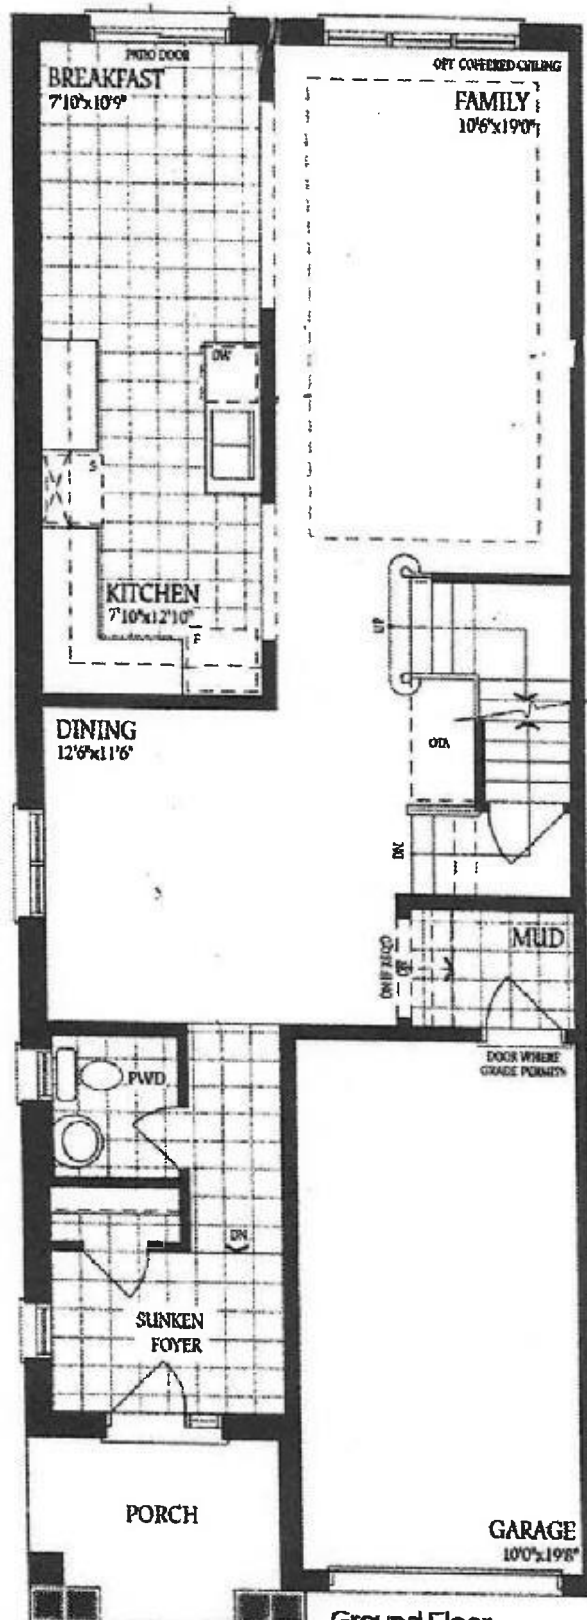 PATIO DOOR
BREAKFAST
7'10"x10'9"
OPT COFFERED CEILING
FAMILY
10'6"x19'0"
DW
S
KITCHEN
7'10"x12'10"
F
UP
DINING
12'6"x11'6"
OTA
DN
MUD
DOOR WHERE
GRADE PERMITS
PWD
DN
SUNKEN
FOYER
PORCH
GARAGE
10'0"x19'8"
Ground Floor